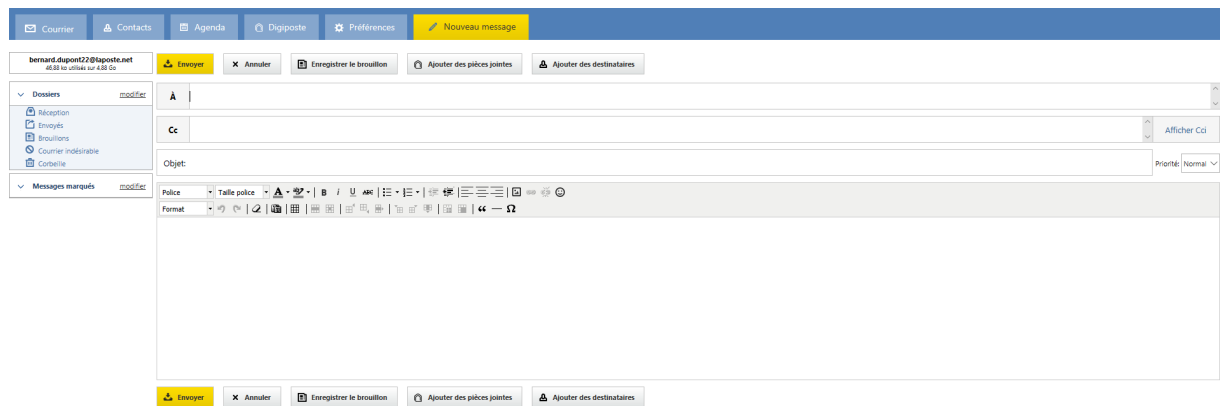 Courrier Contacts Agenda Digiposte Préférences Nouveau message
bernard.dupont22@laposte.net
46,88 ko utilisés sur 4,88 Go
Envoyer Annuler Enregistrer le brouillon Ajouter des pièces jointes Ajouter des destinataires
Dossiers modifier
Réception
Envoyés
Brouillons
Courrier indésirable
Corbeille
Messages marqués modifier
À
Cc Afficher Cci
Objet: Priorité: Normal
Police Taille police A B i U ABC
Format
Envoyer Annuler Enregistrer le brouillon Ajouter des pièces jointes Ajouter des destinataires